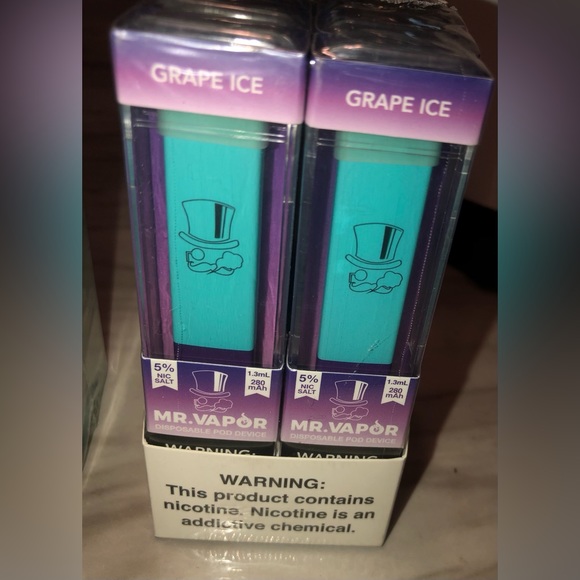 GRAPE ICE
GRAPE ICE
5%
NIC
SALT
1.3mL
280
mAh
MR.VAPOR
DISPOSABLE POD DEVICE
5%
NIC
SALT
1.3mL
280
mAh
MR.VAPOR
DISPOSABLE POD DEVICE
WARNING:
WARNING:
WARNING:
This product contains
nicotine. Nicotine is an
addictive chemical.